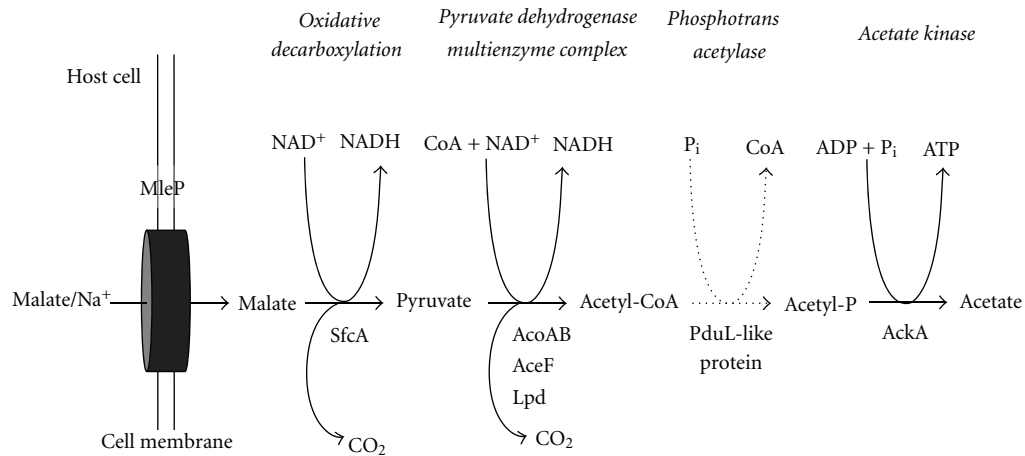 Oxidative decarboxylation
Pyruvate dehydrogenase multienzyme complex
Phosphotrans acetylase
Acetate kinase
Host cell
NAD⁺ NADH
CoA + NAD⁺ NADH
Pᵢ CoA
ADP + Pᵢ ATP
MleP
Malate/Na⁺
Malate
Pyruvate
Acetyl-CoA
Acetyl-P
Acetate
SfcA
AcoAB
AceF
Lpd
PduL-like
protein
AckA
Cell membrane
CO₂
CO₂